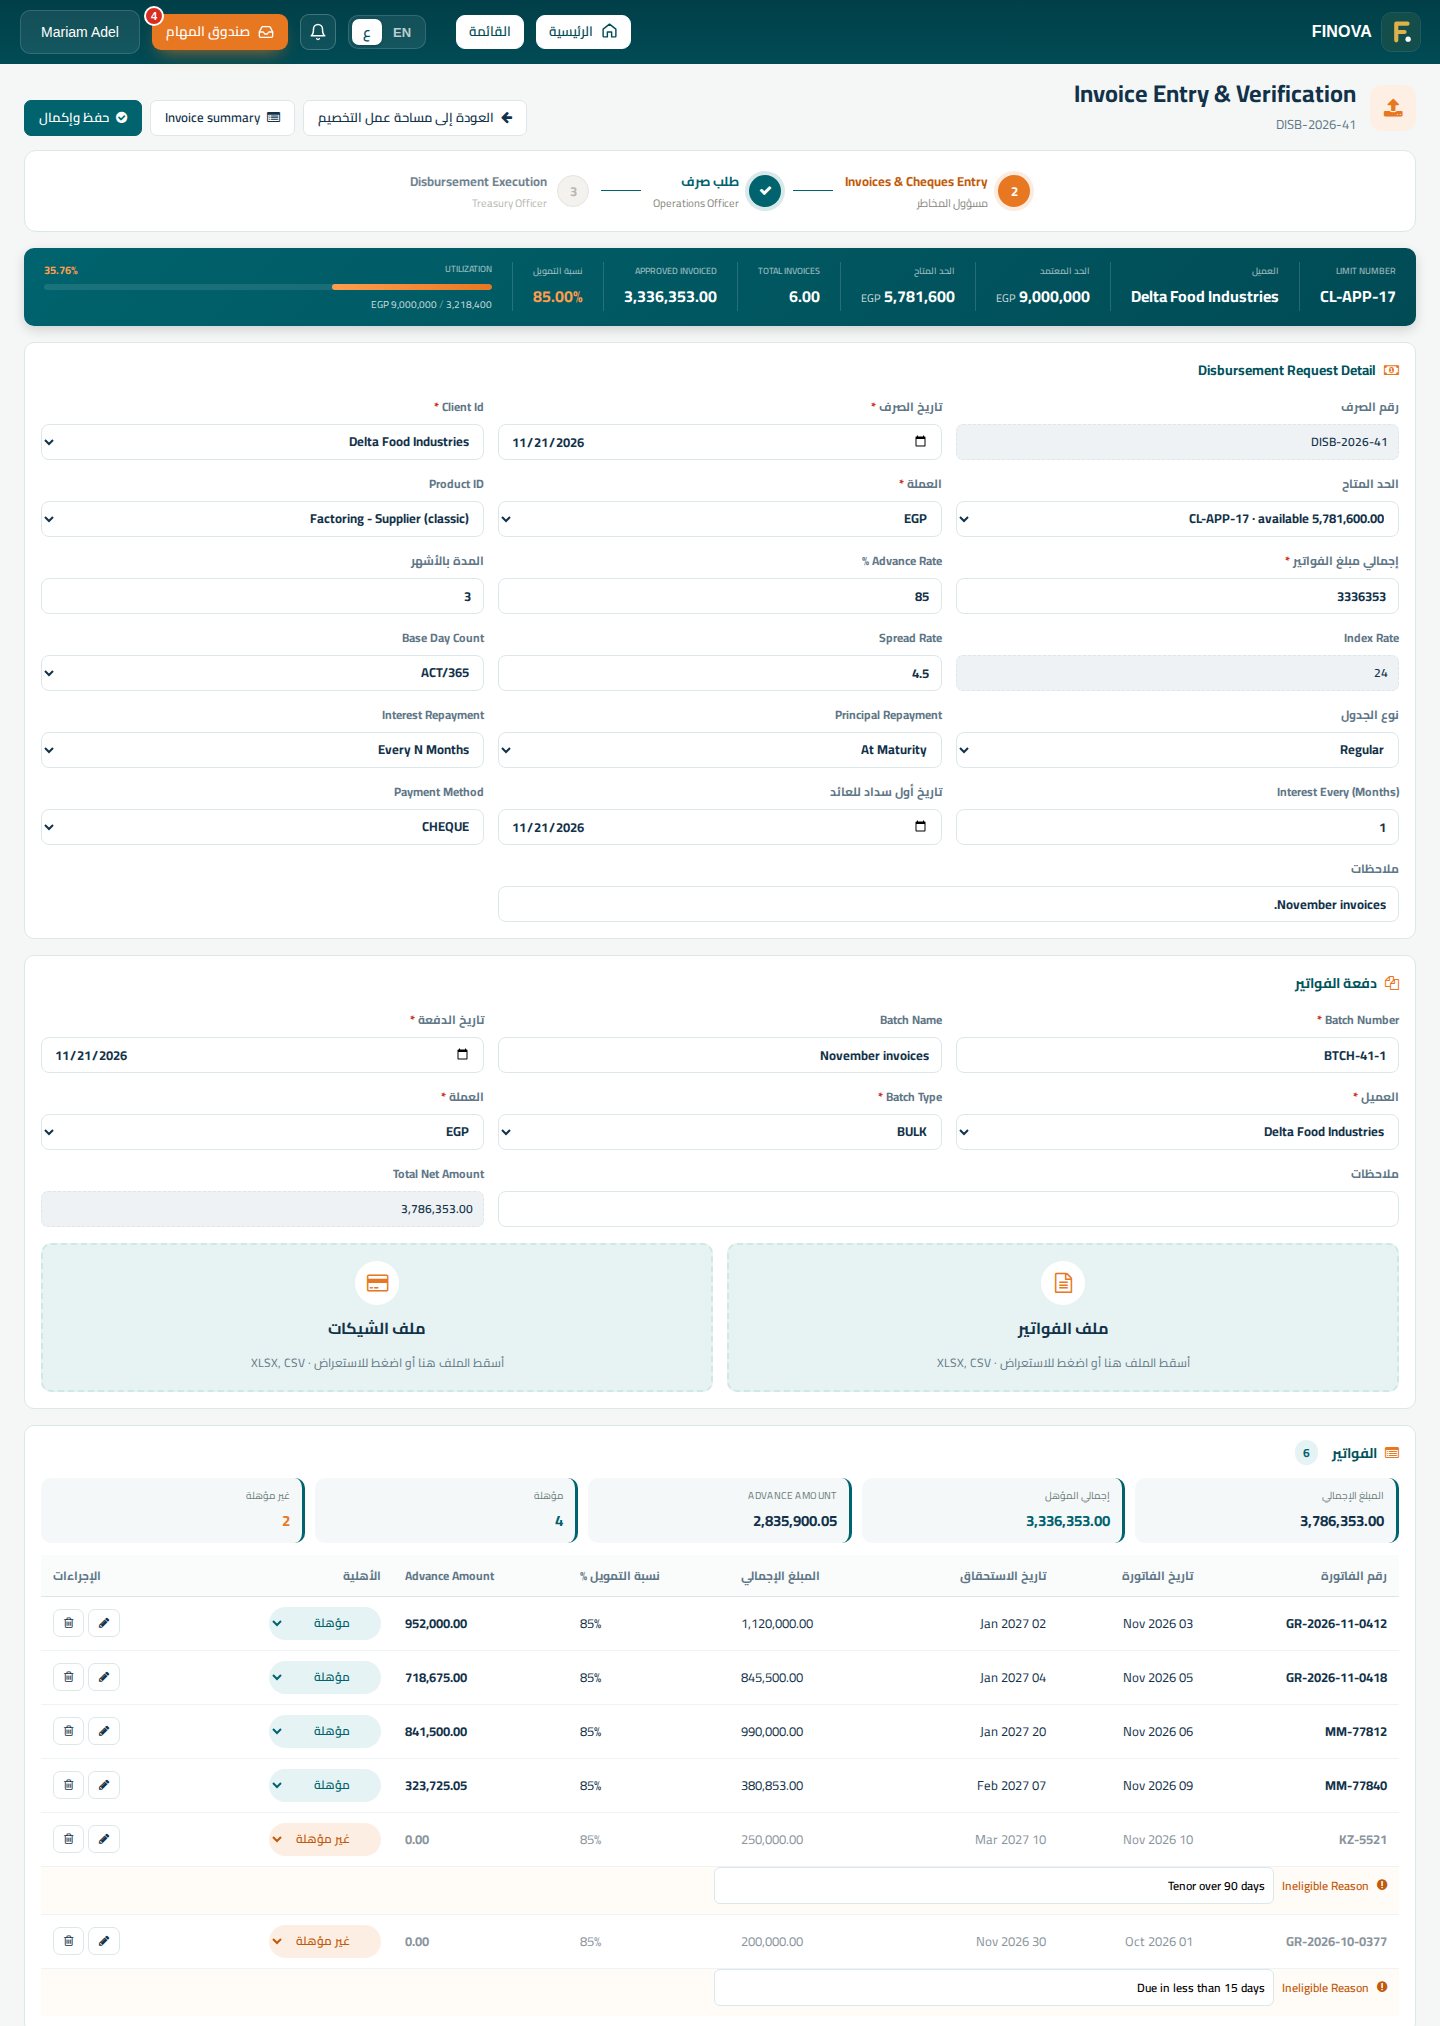 FINOVA
الرئيسية
القائمة
EN
ع
صندوق المهام
4
Mariam Adel
Invoice Entry & Verification
DISB-2026-41
العودة إلى مساحة عمل التخصيم
Invoice summary
حفظ وإكمال
2
Invoices & Cheques Entry
مسؤول المخاطر
طلب صرف
Operations Officer
3
Disbursement Execution
Treasury Officer
LIMIT NUMBER
CL-APP-17
العميل
Delta Food Industries
الحد المعتمد
EGP 9,000,000
الحد المتاح
EGP 5,781,600
TOTAL INVOICES
6.00
APPROVED INVOICED
3,336,353.00
نسبة التمويل
85.00%
UTILIZATION
35.76%
EGP 9,000,000 / 3,218,400
Disbursement Request Detail
رقم الصرف
تاريخ الصرف *
Client Id *
DISB-2026-41
11/21/2026
Delta Food Industries
الحد المتاح
العملة *
Product ID
CL-APP-17 · available 5,781,600.00
EGP
Factoring - Supplier (classic)
إجمالي مبلغ الفواتير *
% Advance Rate
المدة بالأشهر
3336353
85
3
Index Rate
Spread Rate
Base Day Count
24
4.5
ACT/365
نوع الجدول
Principal Repayment
Interest Repayment
Regular
At Maturity
Every N Months
Interest Every (Months)
تاريخ أول سداد للعائد
Payment Method
1
11/21/2026
CHEQUE
ملاحظات
.November invoices
دفعة الفواتير
Batch Number *
Batch Name
تاريخ الدفعة *
BTCH-41-1
November invoices
11/21/2026
العميل *
Batch Type *
العملة *
Delta Food Industries
BULK
EGP
ملاحظات
Total Net Amount
3,786,353.00
ملف الفواتير
أسقط الملف هنا أو اضغط للاستعراض · XLSX, CSV
ملف الشيكات
أسقط الملف هنا أو اضغط للاستعراض · XLSX, CSV
الفواتير 6
المبلغ الإجمالي
3,786,353.00
إجمالي المؤهل
3,336,353.00
ADVANCE AMOUNT
2,835,900.05
مؤهلة
4
غير مؤهلة
2
رقم الفاتورة تاريخ الفاتورة تاريخ الاستحقاق المبلغ الإجمالي نسبة التمويل % Advance Amount الأهلية الإجراءات
GR-2026-11-0412 Nov 2026 03 Jan 2027 02 1,120,000.00 85% 952,000.00 مؤهلة
GR-2026-11-0418 Nov 2026 05 Jan 2027 04 845,500.00 85% 718,675.00 مؤهلة
MM-77812 Nov 2026 06 Jan 2027 20 990,000.00 85% 841,500.00 مؤهلة
MM-77840 Nov 2026 09 Feb 2027 07 380,853.00 85% 323,725.05 مؤهلة
KZ-5521 Nov 2026 10 Mar 2027 10 250,000.00 85% 0.00 غير مؤهلة
Ineligible Reason Tenor over 90 days
GR-2026-10-0377 Oct 2026 01 Nov 2026 30 200,000.00 85% 0.00 غير مؤهلة
Ineligible Reason Due in less than 15 days